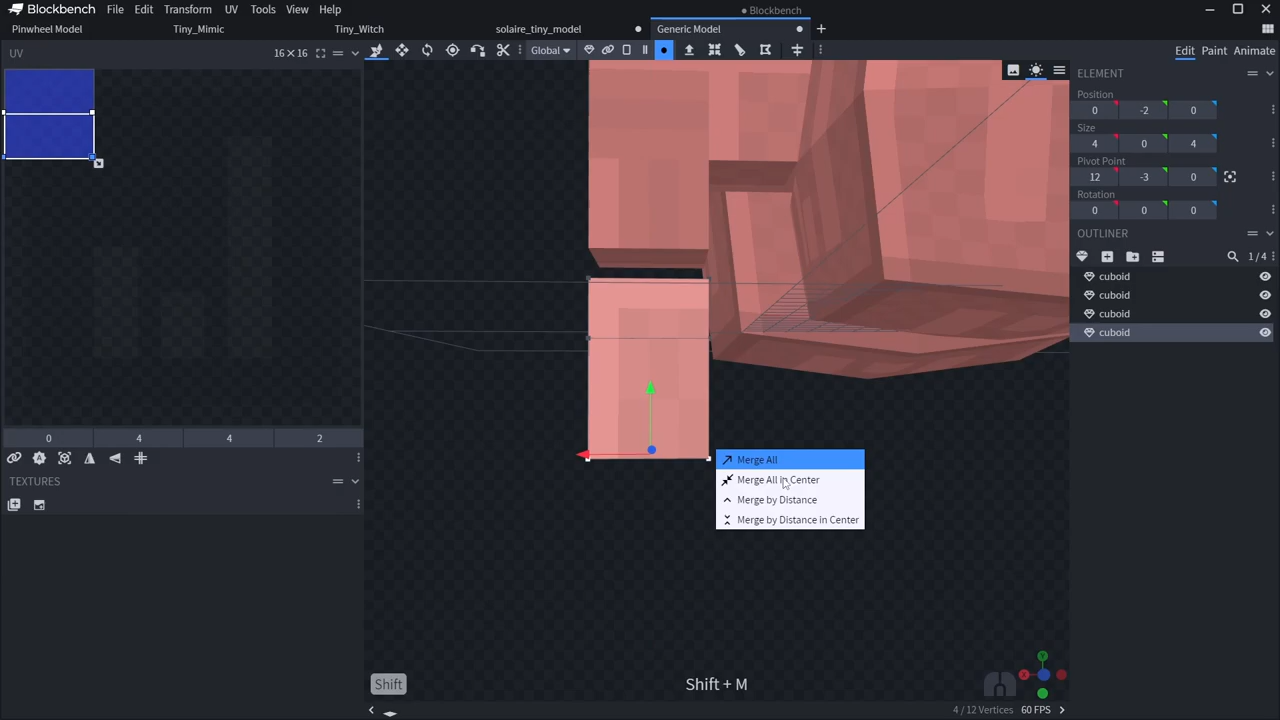 Blockbench File Edit Transform UV Tools View Help
Blockbench
Pinwheel Model Tiny_Mimic Tiny_Witch solaire_tiny_model Generic Model
UV 16×16
Global
Edit Paint Animate
ELEMENT
Position
0 -2 0
Size
4 0 4
Pivot Point
12 -3 0
Rotation
0 0 0
OUTLINER
1/4
cuboid
cuboid
cuboid
cuboid
0 4 4 2
TEXTURES
Merge All
Merge All in Center
Merge by Distance
Merge by Distance in Center
Y
X
Shift
Shift + M
4 / 12 Vertices 60 FPS